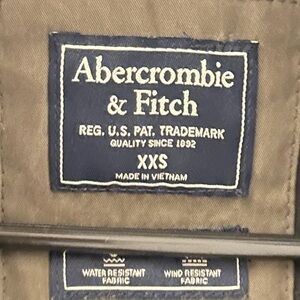 Abercrombie
& Fitch
REG. U.S. PAT. TRADEMARK
QUALITY SINCE 1892
XXS
MADE IN VIETNAM
WATER RESISTANT WIND RESISTANT
FABRIC FABRIC